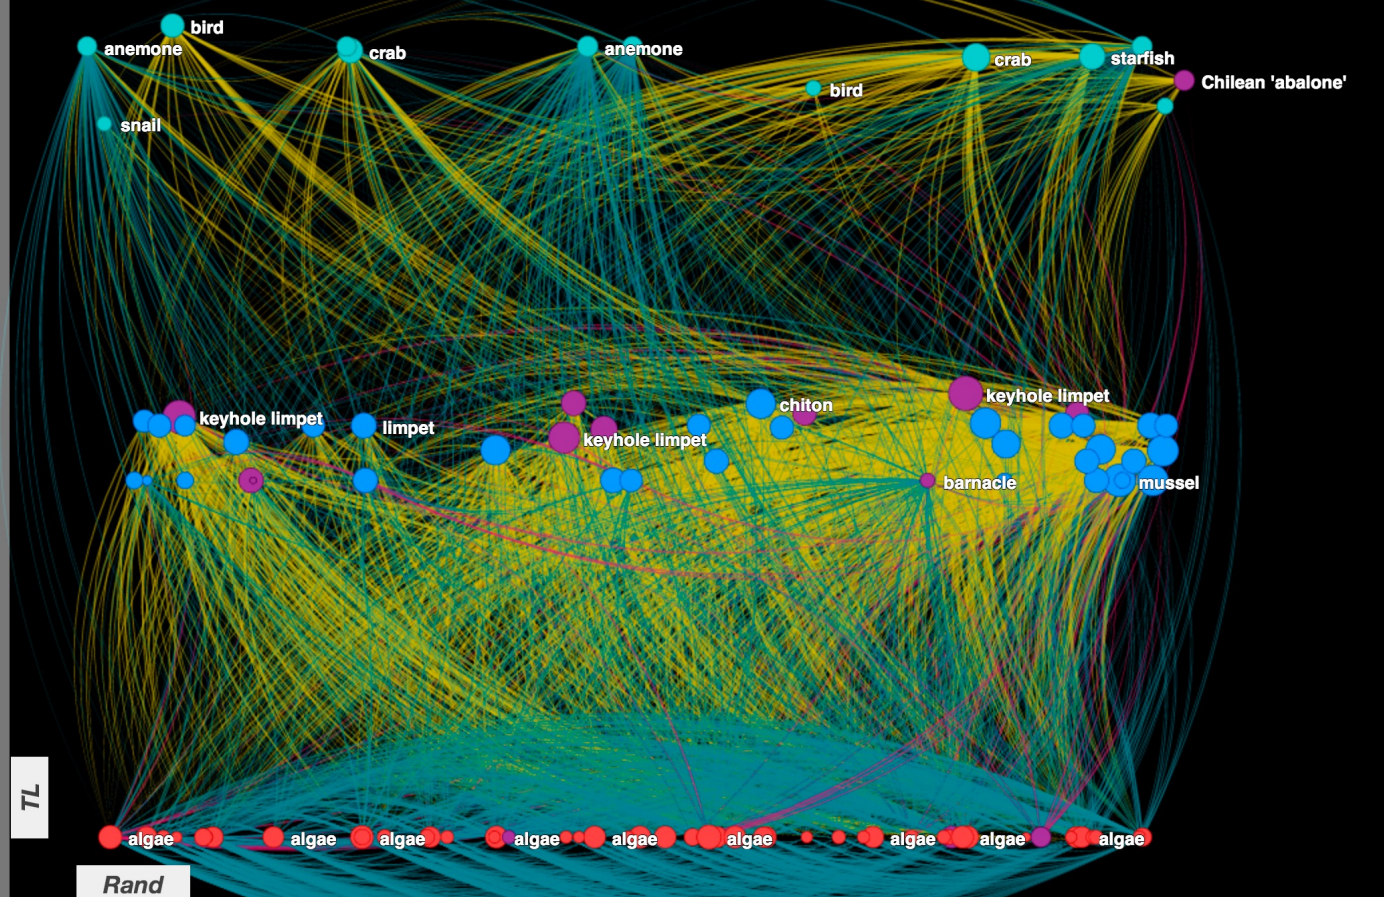 bird
anemone
crab
anemone
crab
starfish
Chilean 'abalone'
bird
snail
keyhole limpet
limpet
keyhole limpet
chiton
keyhole limpet
barnacle
mussel
TL
algae
algae
algae
algae
algae
algae
algae
algae
algae
Rand